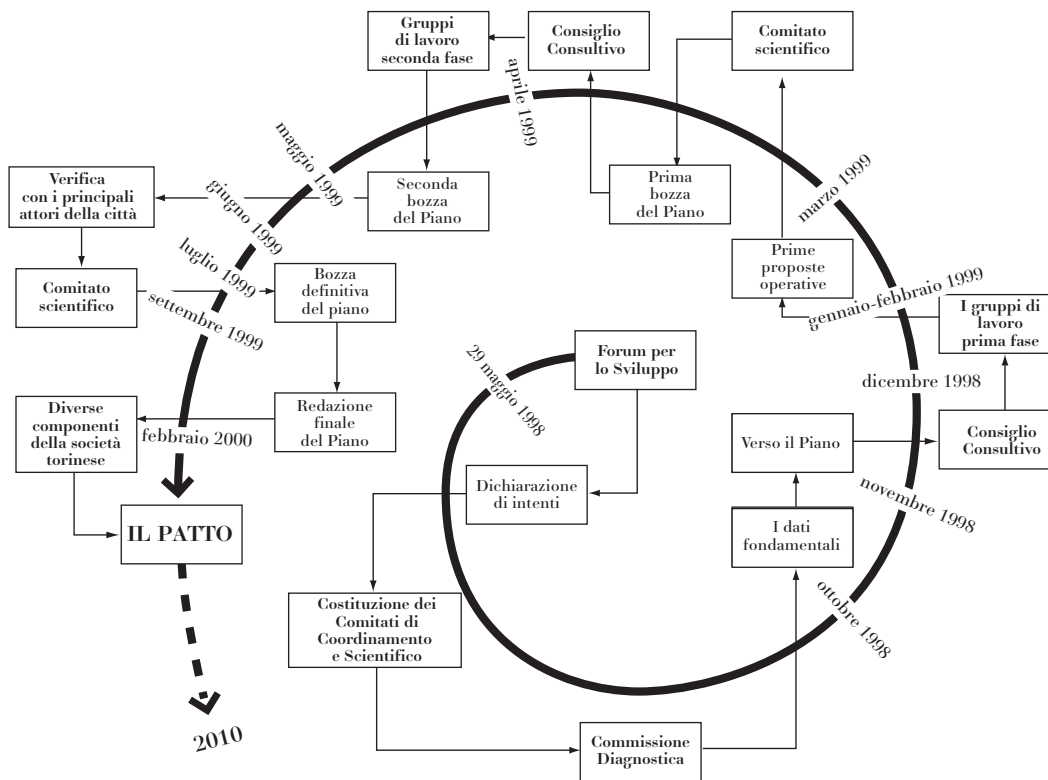 Gruppi
di lavoro
seconda fase
Consiglio
Consultivo
Comitato
scientifico
aprile 1999
maggio 1999
Verifica
con i principali
attori della città
giugno 1999
Seconda
bozza
del Piano
Prima
bozza
del Piano
marzo 1999
Comitato
scientifico
luglio 1999
settembre 1999
Bozza
definitiva
del piano
Prime
proposte
operative
gennaio-febbraio 1999
I gruppi di
lavoro
prima fase
29 maggio 1998
Forum per
lo Sviluppo
dicembre 1998
Diverse
componenti
della società
torinese
febbraio 2000
Redazione
finale
del Piano
Verso il Piano
Consiglio
Consultivo
Dichiarazione
di intenti
novembre 1998
IL PATTO
I dati
fondamentali
ottobre 1998
Costituzione dei
Comitati di
Coordinamento
e Scientifico
2010
Commissione
Diagnostica